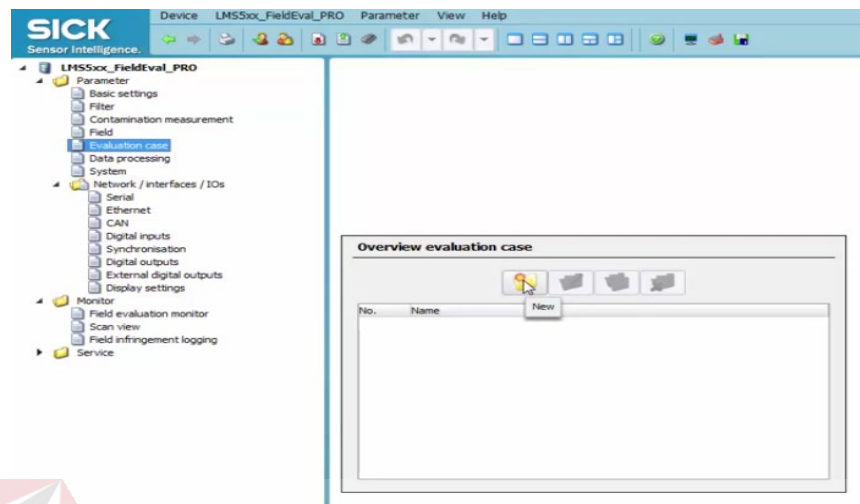 SICK
Sensor Intelligence.
Device LMS5xx_FieldEval_PRO Parameter View Help
LMS5xx_FieldEval_PRO
Parameter
Basic settings
Filter
Contamination measurement
Field
Evaluation case
Data processing
System
Network / interfaces / IOs
Serial
Ethernet
CAN
Digital inputs
Synchronisation
Digital outputs
External digital outputs
Display settings
Monitor
Field evaluation monitor
Scan view
Field infringement logging
Service
Overview evaluation case
No. Name
New